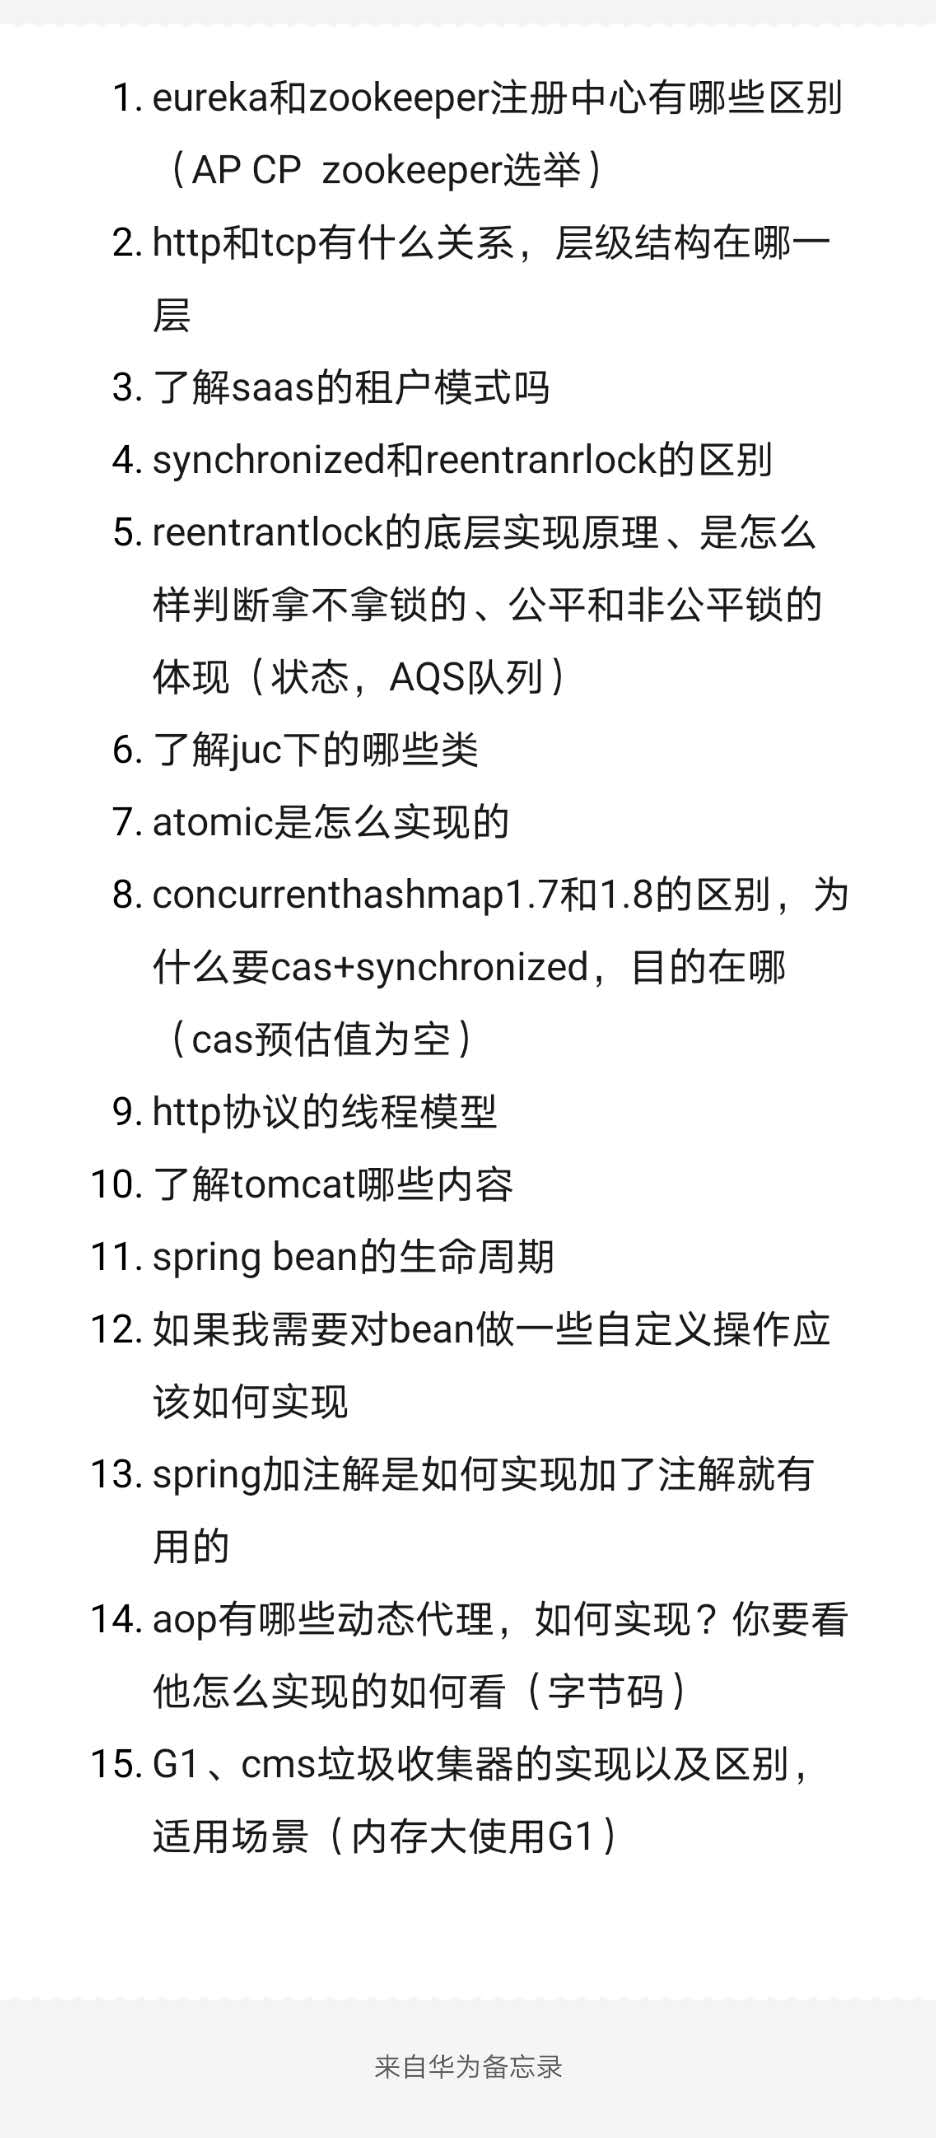 1. eureka和zookeeper注册中心有哪些区别
（AP CP  zookeeper选举）
2. http和tcp有什么关系，层级结构在哪一
层
3. 了解saas的租户模式吗
4. synchronized和reentranrlock的区别
5. reentrantlock的底层实现原理、是怎么
样判断拿不拿锁的、公平和非公平锁的
体现（状态，AQS队列）
6. 了解juc下的哪些类
7. atomic是怎么实现的
8. concurrenthashmap1.7和1.8的区别，为
什么要cas+synchronized，目的在哪
（cas预估值为空）
9. http协议的线程模型
10. 了解tomcat哪些内容
11. spring bean的生命周期
12. 如果我需要对bean做一些自定义操作应
该如何实现
13. spring加注解是如何实现加了注解就有
用的
14. aop有哪些动态代理，如何实现？你要看
他怎么实现的如何看（字节码）
15. G1、cms垃圾收集器的实现以及区别，
适用场景（内存大使用G1）
来自华为备忘录